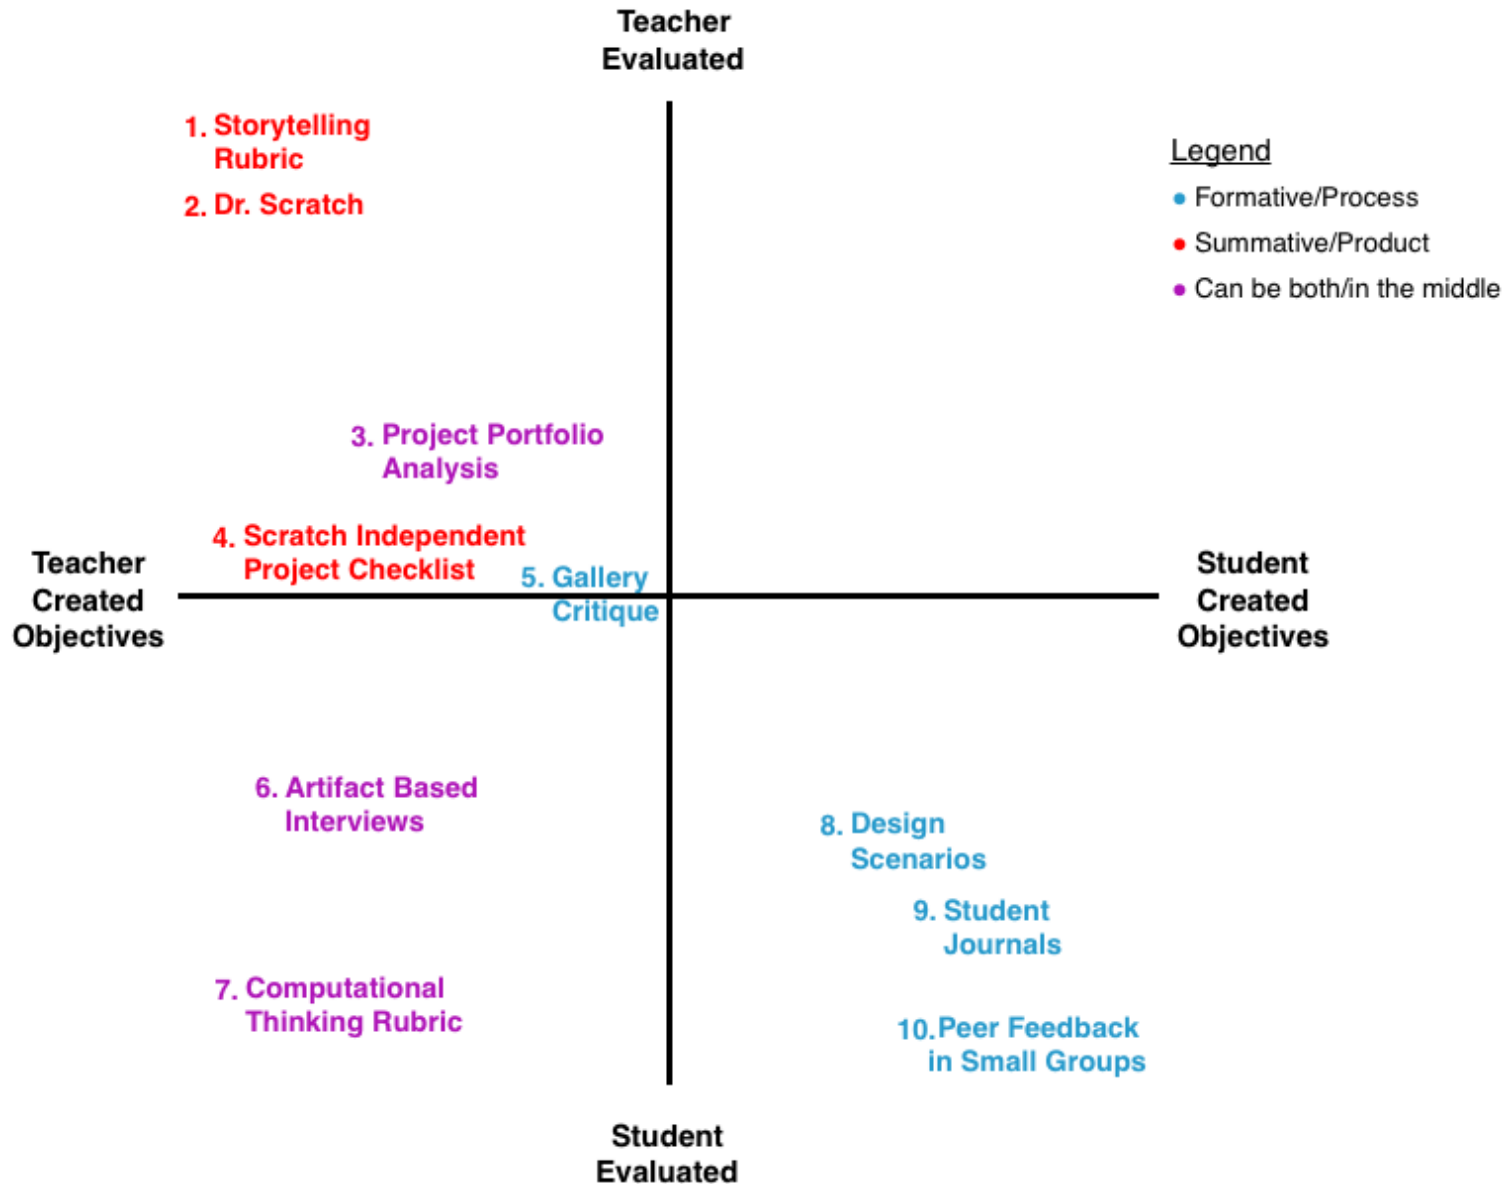 Teacher
Evaluated
1. Storytelling
Rubric
2. Dr. Scratch
Legend
• Formative/Process
• Summative/Product
• Can be both/in the middle
3. Project Portfolio
Analysis
4. Scratch Independent
Project Checklist
5. Gallery
Critique
Teacher
Created
Objectives
Student
Created
Objectives
6. Artifact Based
Interviews
7. Computational
Thinking Rubric
8. Design
Scenarios
9. Student
Journals
10. Peer Feedback
in Small Groups
Student
Evaluated